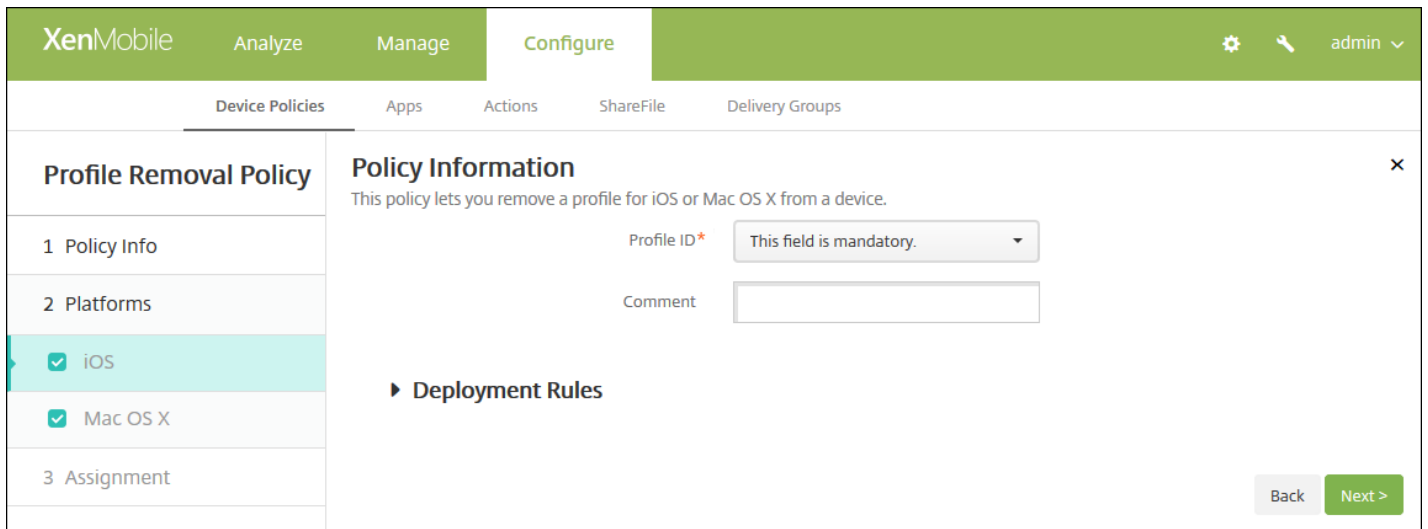 XenMobile Analyze Manage Configure admin
Device Policies Apps Actions ShareFile Delivery Groups
Profile Removal Policy
1 Policy Info
2 Platforms
iOS
Mac OS X
3 Assignment
Policy Information
This policy lets you remove a profile for iOS or Mac OS X from a device.
Profile ID* This field is mandatory.
Comment
Deployment Rules
Back Next >